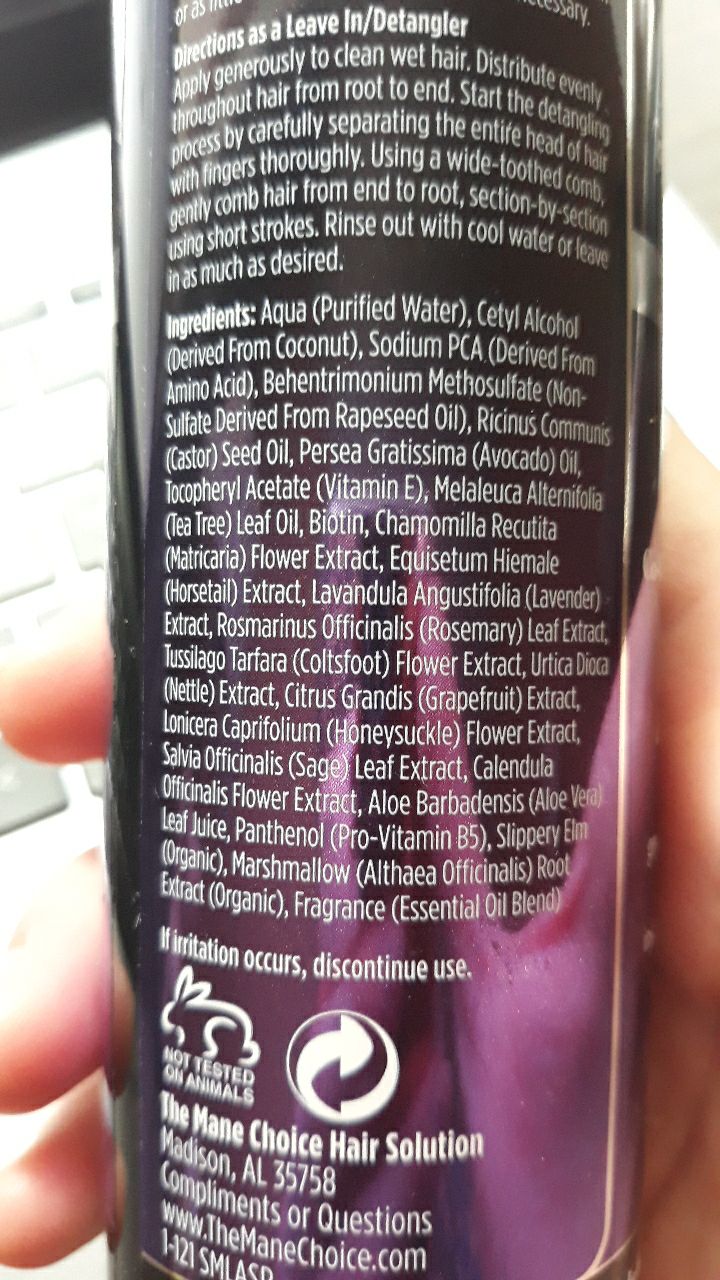 or as little necessary.
Directions as a Leave In/Detangler
Apply generously to clean wet hair. Distribute evenly
throughout hair from root to end. Start the detangling
process by carefully separating the entire head of hair
with fingers thoroughly. Using a wide-toothed comb,
gently comb hair from end to root, section-by-section
using short strokes. Rinse out with cool water or leave
in as much as desired.
Ingredients: Aqua (Purified Water), Cetyl Alcohol
(Derived From Coconut), Sodium PCA (Derived From
Amino Acid), Behentrimonium Methosulfate (Non-
Sulfate Derived From Rapeseed Oil), Ricinus Communis
(Castor) Seed Oil, Persea Gratissima (Avocado) Oil,
Tocopheryl Acetate (Vitamin E), Melaleuca Alternifolia
(Tea Tree) Leaf Oil, Biotin, Chamomilla Recutita
(Matricaria) Flower Extract, Equisetum Hiemale
(Horsetail) Extract, Lavandula Angustifolia (Lavender)
Extract, Rosmarinus Officinalis (Rosemary) Leaf Extract,
Tussilago Tarfara (Coltsfoot) Flower Extract, Urtica Dioca
(Nettle) Extract, Citrus Grandis (Grapefruit) Extract,
Lonicera Caprifolium (Honeysuckle) Flower Extract,
Salvia Officinalis (Sage) Leaf Extract, Calendula
Officinalis Flower Extract, Aloe Barbadensis (Aloe Vera)
Leaf Juice, Panthenol (Pro-Vitamin B5), Slippery Elm
(Organic), Marshmallow (Althaea Officinalis) Root
Extract (Organic), Fragrance (Essential Oil Blend)
If irritation occurs, discontinue use.
NOT TESTED
ON ANIMALS
The Mane Choice Hair Solution
Madison, AL 35758
Compliments or Questions
www.TheManeChoice.com
1-121 SMLASP